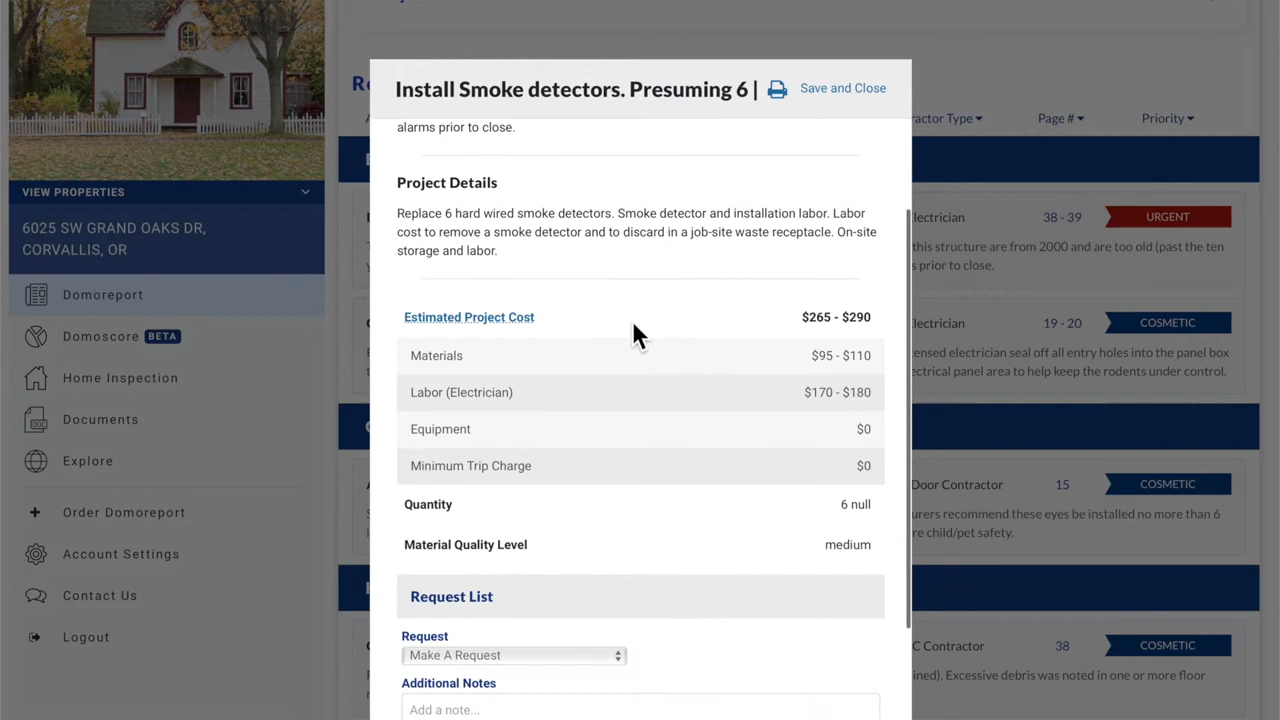 VIEW PROPERTIES
6025 SW GRAND OAKS DR,
CORVALLIS, OR
Domoreport
Domoscore BETA
Home Inspection
Documents
Explore
+ Order Domoreport
Account Settings
Contact Us
Logout
Install Smoke detectors. Presuming 6 |
Save and Close
alarms prior to close.
Project Details
Replace 6 hard wired smoke detectors. Smoke detector and installation labor. Labor
cost to remove a smoke detector and to discard in a job-site waste receptacle. On-site
storage and labor.
Estimated Project Cost $265 - $290
Materials $95 - $110
Labor (Electrician) $170 - $180
Equipment $0
Minimum Trip Charge $0
Quantity 6 null
Material Quality Level medium
Request List
Request
Make A Request
Additional Notes
Add a note...
Type Page # Priority
Electrician 38 - 39 URGENT
this structure are from 2000 and are too old (past the ten
prior to close.
Electrician 19 - 20 COSMETIC
electrician seal off all entry holes into the panel box
panel area to help keep the rodents under control.
Door Contractor 15 COSMETIC
recommend these eyes be installed no more than 6
child/pet safety.
C Contractor 38 COSMETIC
Excessive debris was noted in one or more floor